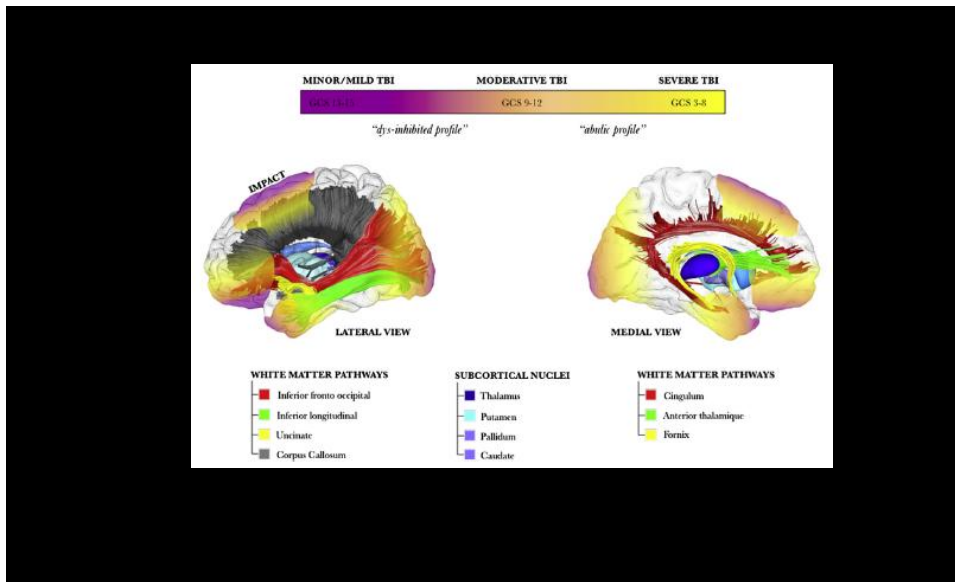 MINOR/MILD TBI MODERATIVE TBI SEVERE TBI
GCS 13-15 GCS 9-12 GCS 3-8
"dys-inhibited profile" "abulic profile"
IMPACT
LATERAL VIEW MEDIAL VIEW
WHITE MATTER PATHWAYS
Inferior fronto occipital
Inferior longitudinal
Uncinate
Corpus Callosum
SUBCORTICAL NUCLEI
Thalamus
Putamen
Pallidum
Caudate
WHITE MATTER PATHWAYS
Cingulum
Anterior thalamique
Fornix